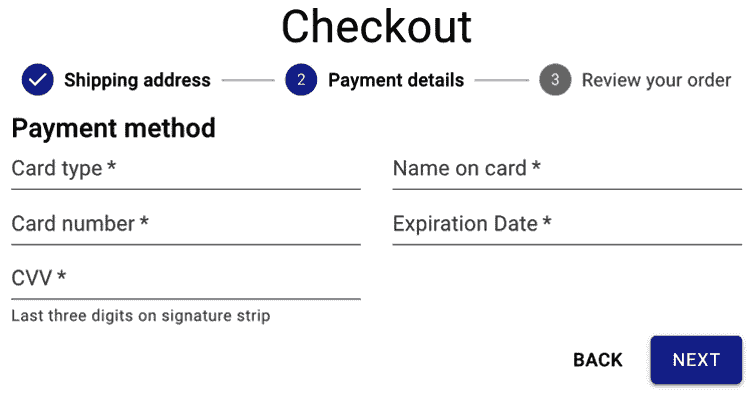 Checkout
Shipping address 2 Payment details 3 Review your order
Payment method
Card type * Name on card *
Card number * Expiration Date *
CVV *
Last three digits on signature strip
BACK NEXT